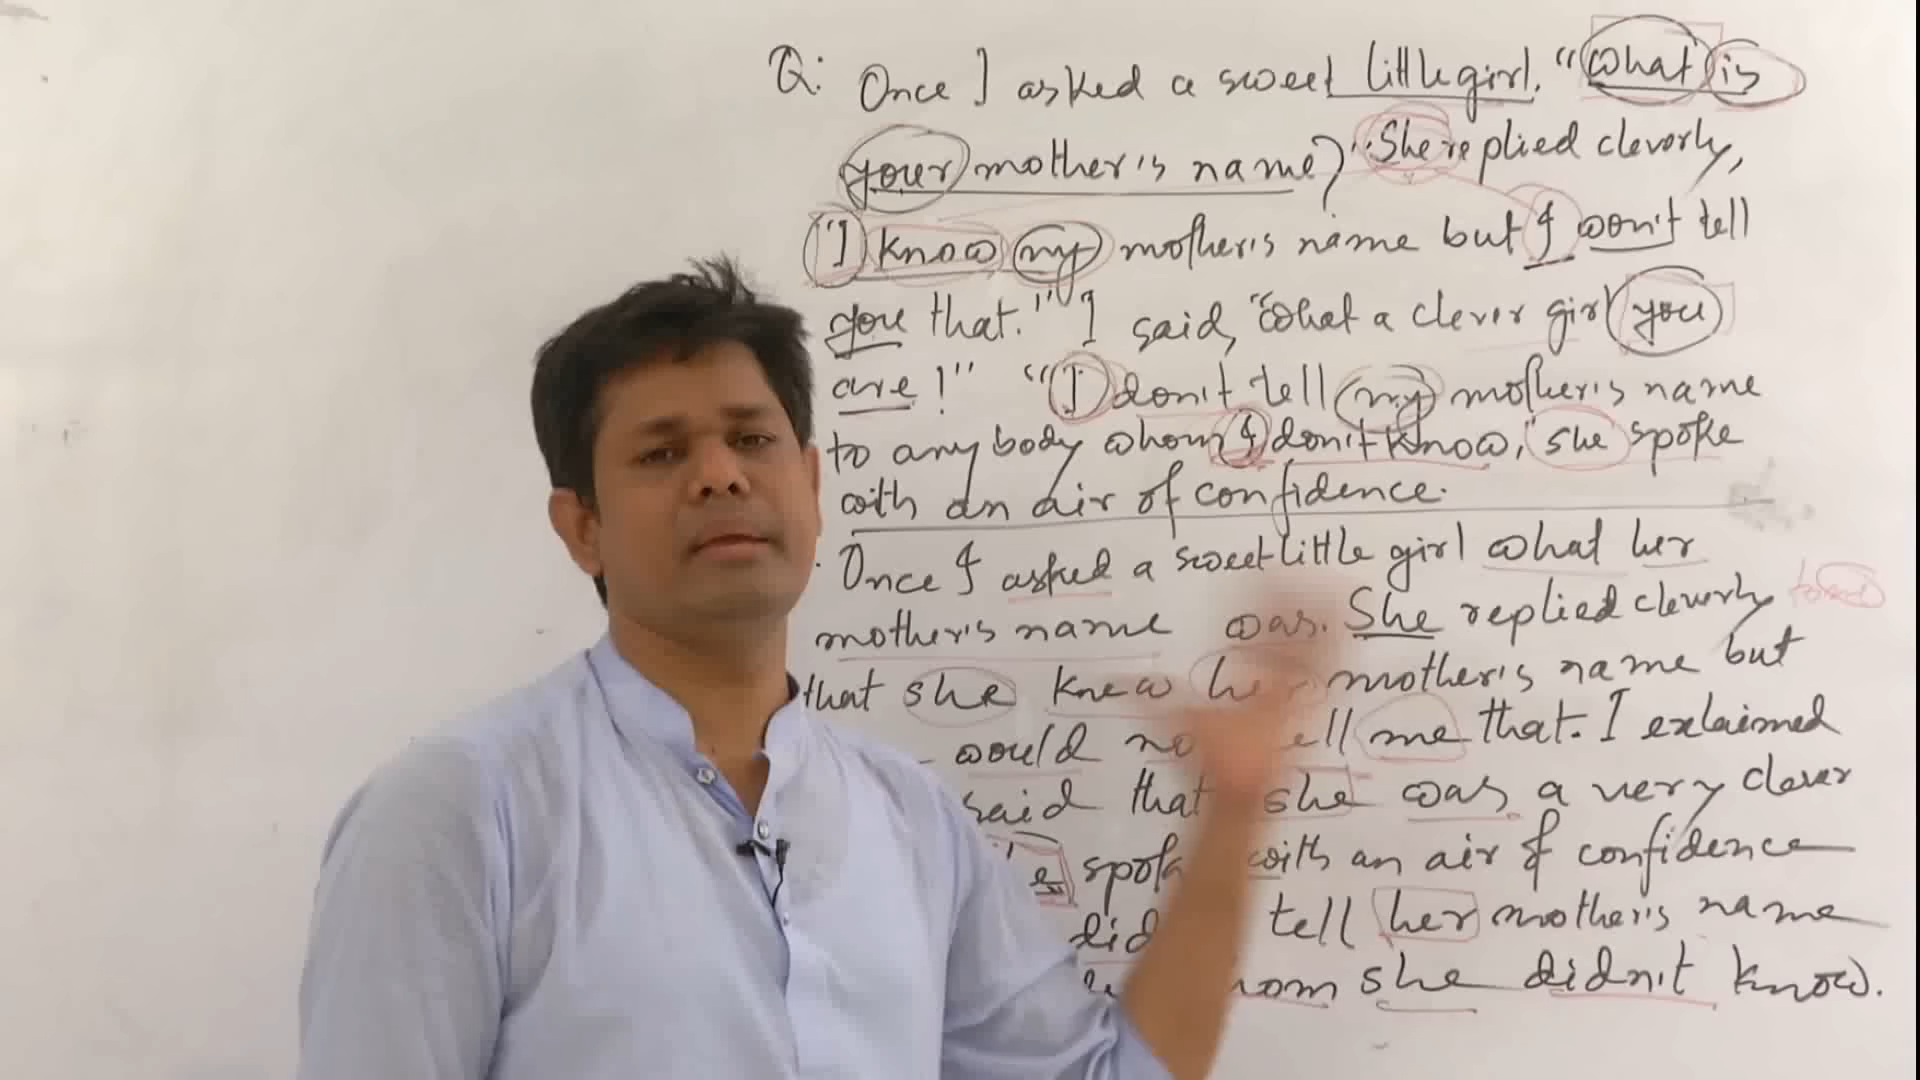 Q: Once I asked a sweet little girl, "What is
your mother's name?" She replied cleverly,
"I know my mother's name but I won't tell
you that." I said, "What a clever girl you
are!" "I don't tell my mother's name
to anybody whom I don't know," she spoke
with an air of confidence.
Once I asked a sweet little girl what her
mother's name was. She replied cleverly told
that she knew her mother's name but
would tell me that. I exlaimed
said that she was a very clever
with an air of confidence
tell her mother's name
she didn't know.